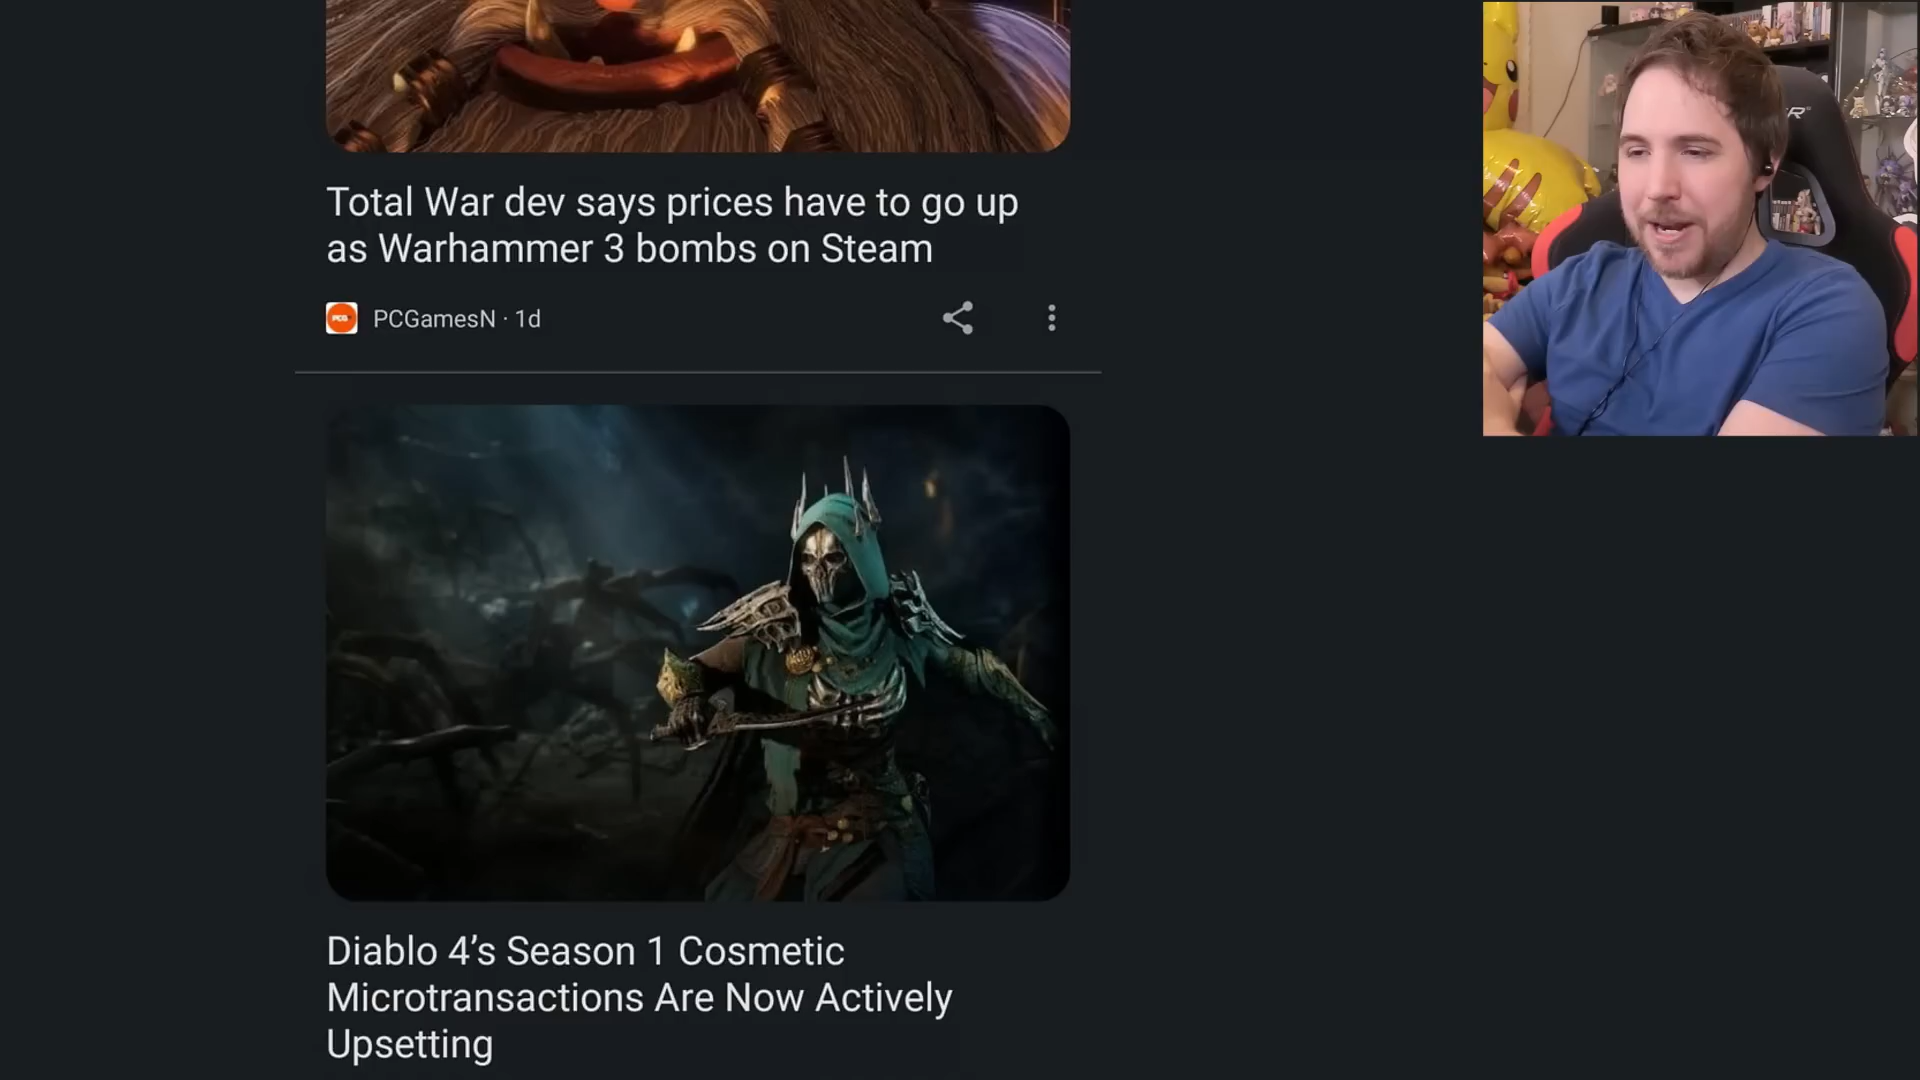 Total War dev says prices have to go up
as Warhammer 3 bombs on Steam
PCGamesN · 1d
Diablo 4’s Season 1 Cosmetic
Microtransactions Are Now Actively
Upsetting